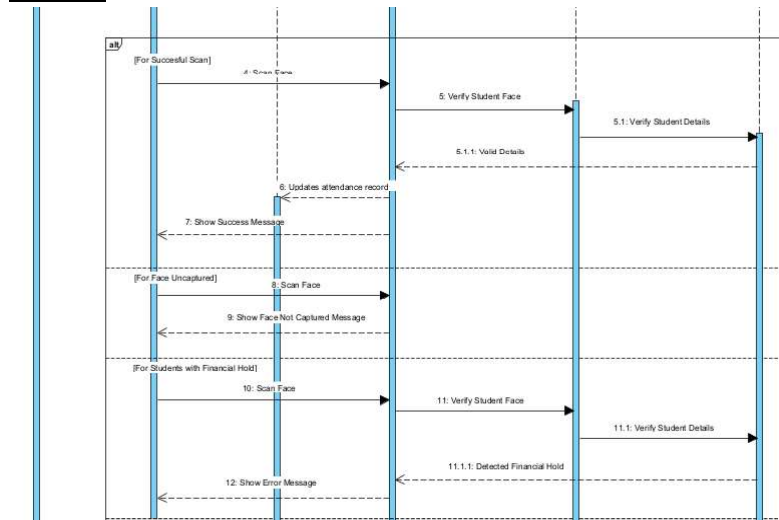 alt
[For Succesful Scan]
4: Scan Face
5: Verify Student Face
5.1: Verify Student Details
5.1.1: Valid Details
6: Updates attendance record
7: Show Success Message
[For Face Uncaptured]
8: Scan Face
9: Show Face Not Captured Message
[For Students with Financial Hold]
10: Scan Face
11: Verify Student Face
11.1: Verify Student Details
11.1.1: Detected Financial Hold
12: Show Error Message